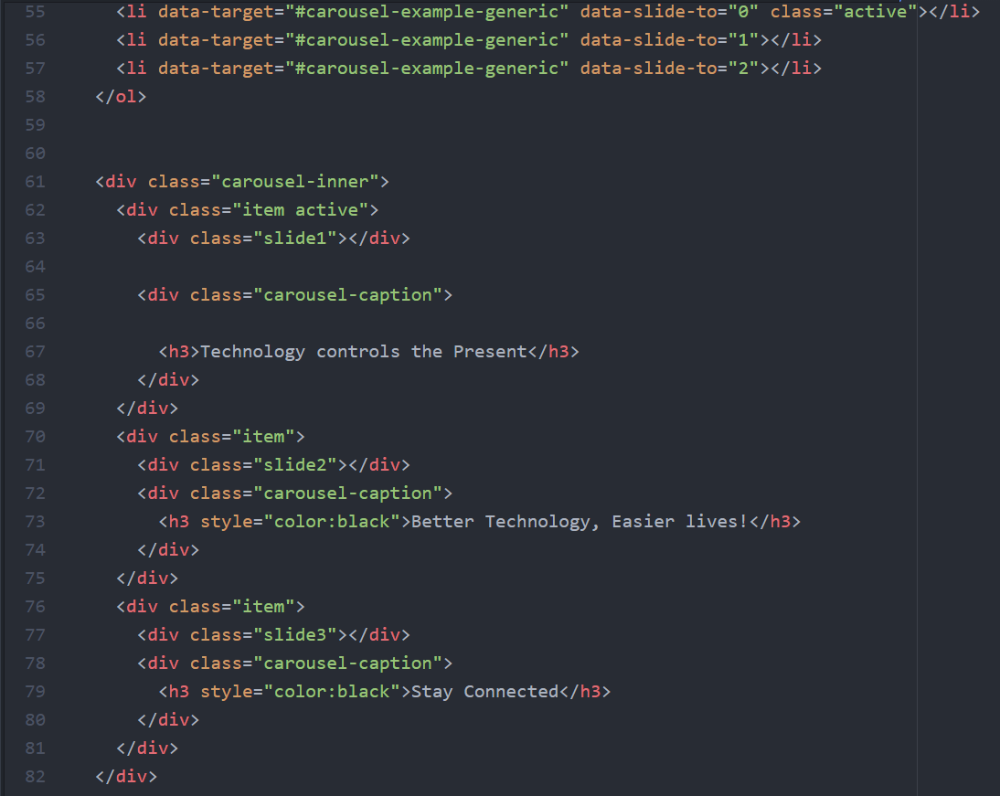 55 <li data-target="#carousel-example-generic" data-slide-to="0" class="active"></li>
56 <li data-target="#carousel-example-generic" data-slide-to="1"></li>
57 <li data-target="#carousel-example-generic" data-slide-to="2"></li>
58 </ol>
59
60
61 <div class="carousel-inner">
62 <div class="item active">
63 <div class="slide1"></div>
64
65 <div class="carousel-caption">
66
67 <h3>Technology controls the Present</h3>
68 </div>
69 </div>
70 <div class="item">
71 <div class="slide2"></div>
72 <div class="carousel-caption">
73 <h3 style="color:black">Better Technology, Easier lives!</h3>
74 </div>
75 </div>
76 <div class="item">
77 <div class="slide3"></div>
78 <div class="carousel-caption">
79 <h3 style="color:black">Stay Connected</h3>
80 </div>
81 </div>
82 </div>